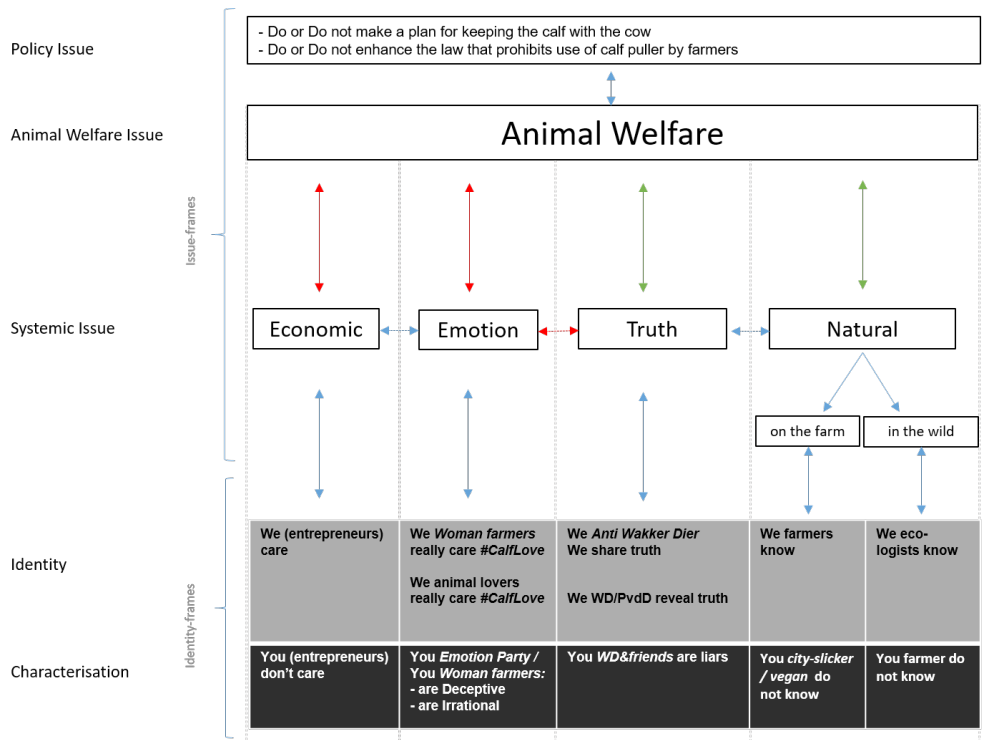 Policy Issue
- Do or Do not make a plan for keeping the calf with the cow
- Do or Do not enhance the law that prohibits use of calf puller by farmers
Animal Welfare Issue
Animal Welfare
Issue-frames
Systemic Issue
Economic
Emotion
Truth
Natural
on the farm
in the wild
Identity-frames
Identity
We (entrepreneurs)
care
We Woman farmers
really care #CalfLove
We animal lovers
really care #CalfLove
We Anti Wakker Dier
We share truth
We WD/PvdD reveal truth
We farmers
know
We eco-
logists know
Characterisation
You (entrepreneurs)
don't care
You Emotion Party /
You Woman farmers:
- are Deceptive
- are Irrational
You WD&friends are liars
You city-slicker
/ vegan do
not know
You farmer do
not know